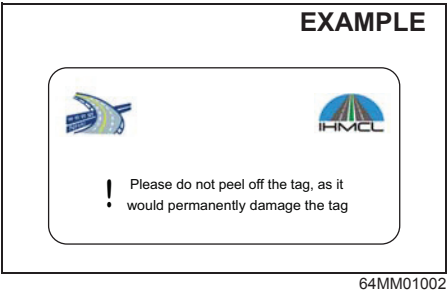 EXAMPLE
IHMCL
! Please do not peel off the tag, as it
would permanently damage the tag
64MM01002